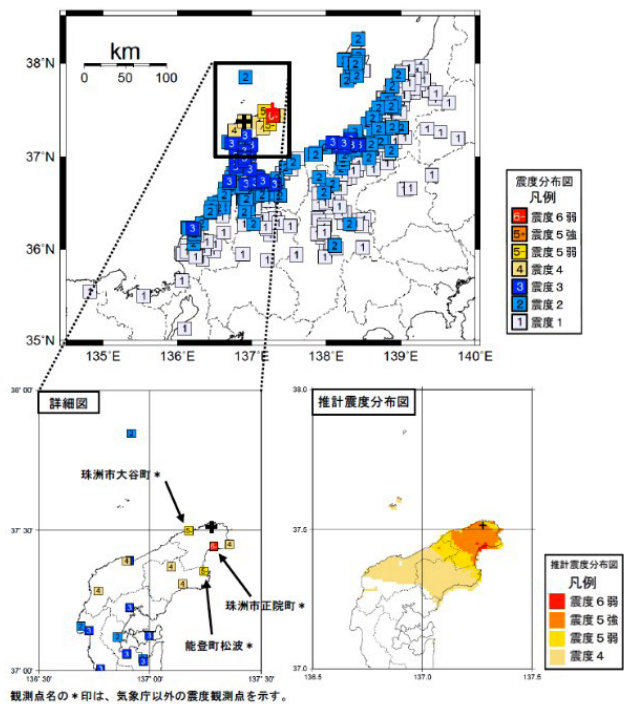 km
0 50 100
38°N
37°N
36°N
35°N
135°E 136°E 137°E 138°E 139°E 140°E
震度分布図
凡例
6- 震度6弱
5+ 震度5強
5- 震度5弱
4 震度4
3 震度3
2 震度2
1 震度1
詳細図
38° 00'
37° 30'
37° 00'
136° 30' 137° 00' 137° 30'
珠洲市大谷町*
珠洲市正院町*
能登町松波*
推計震度分布図
38.0
37.5
37.0
136.5 137.0 137.5
推計震度分布図
凡例
震度6弱
震度5強
震度5弱
震度4
観測点名の*印は、気象庁以外の震度観測点を示す。